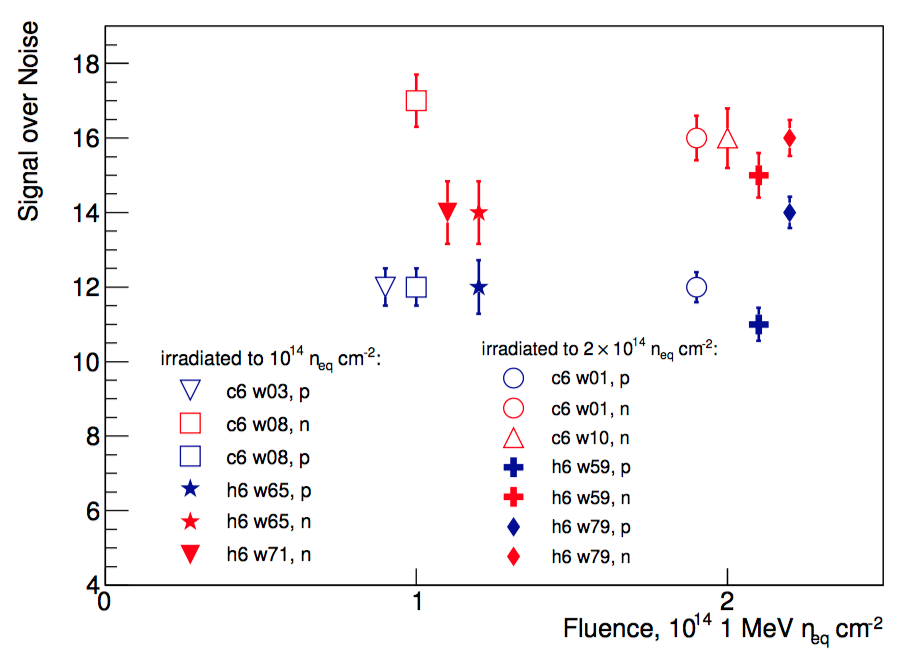 Signal over Noise
18
16
14
12
10
8
6
4
0
1
2
irradiated to 10¹⁴ n_eq cm⁻²:
c6 w03, p
c6 w08, n
c6 w08, p
h6 w65, p
h6 w65, n
h6 w71, n
irradiated to 2 × 10¹⁴ n_eq cm⁻²:
c6 w01, p
c6 w01, n
c6 w10, n
h6 w59, p
h6 w59, n
h6 w79, p
h6 w79, n
Fluence, 10¹⁴ 1 MeV n_eq cm⁻²